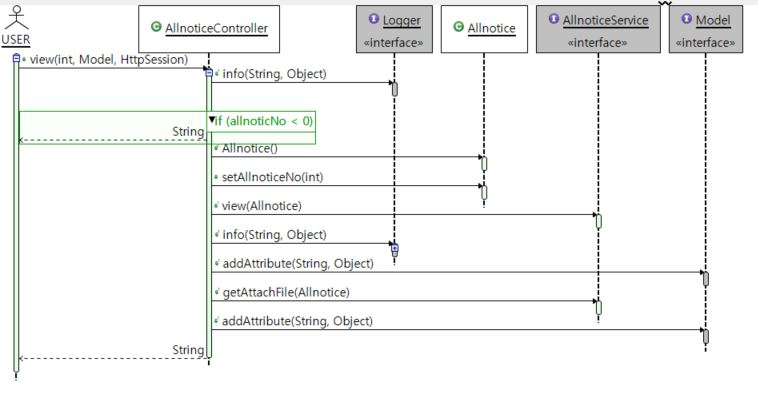 USER
C AllnoticeController
I Logger
«interface»
C Allnotice
I AllnoticeService
«interface»
I Model
«interface»
view(int, Model, HttpSession)
info(String, Object)
if (allnoticNo < 0)
String
Allnotice()
setAllnoticeNo(int)
view(Allnotice)
info(String, Object)
addAttribute(String, Object)
getAttachFile(Allnotice)
addAttribute(String, Object)
String